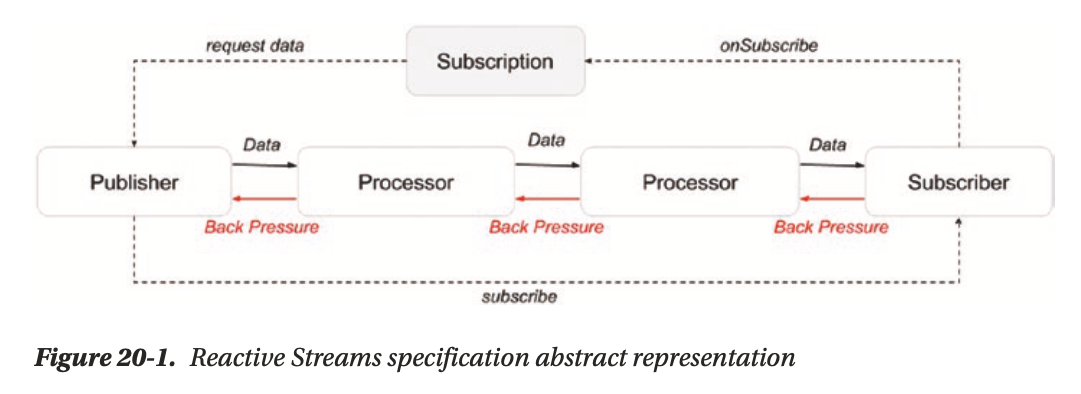 request data
Subscription
onSubscribe
Data
Data
Data
Publisher
Processor
Processor
Subscriber
Back Pressure
Back Pressure
Back Pressure
subscribe
Figure 20-1. Reactive Streams specification abstract representation